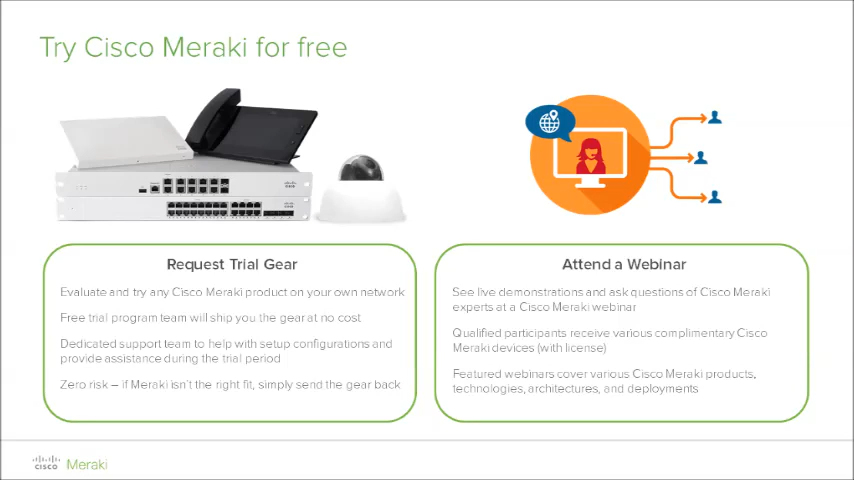 Try Cisco Meraki for free
Request Trial Gear
Evaluate and try any Cisco Meraki product on your own network
Free trial program team will ship you the gear at no cost
Dedicated support team to help with setup configurations and
provide assistance during the trial period
Zero risk – if Meraki isn't the right fit, simply send the gear back
Attend a Webinar
See live demonstrations and ask questions of Cisco Meraki
experts at a Cisco Meraki webinar
Qualified participants receive various complimentary Cisco
Meraki devices (with license)
Featured webinars cover various Cisco Meraki products,
technologies, architectures, and deployments
CISCO Meraki